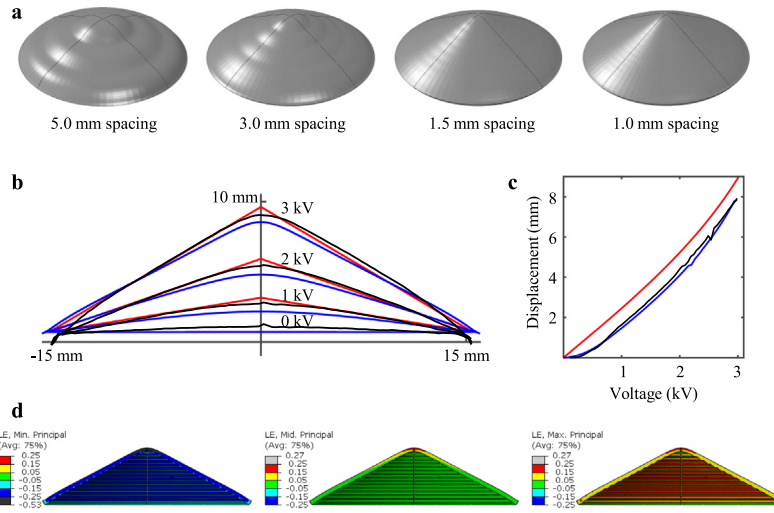 a
5.0 mm spacing
3.0 mm spacing
1.5 mm spacing
1.0 mm spacing
b
10 mm
3 kV
2 kV
1 kV
0 kV
-15 mm
15 mm
c
Displacement (mm)
8
6
4
2
1
2
3
Voltage (kV)
d
LE, Min. Principal
(Avg: 75%)
0.25
0.15
0.05
-0.05
-0.15
-0.25
-0.53
LE, Mid. Principal
(Avg: 75%)
0.27
0.25
0.15
0.05
-0.05
-0.15
-0.25
LE, Max. Principal
(Avg: 75%)
0.27
0.25
0.15
0.05
-0.05
-0.15
-0.25